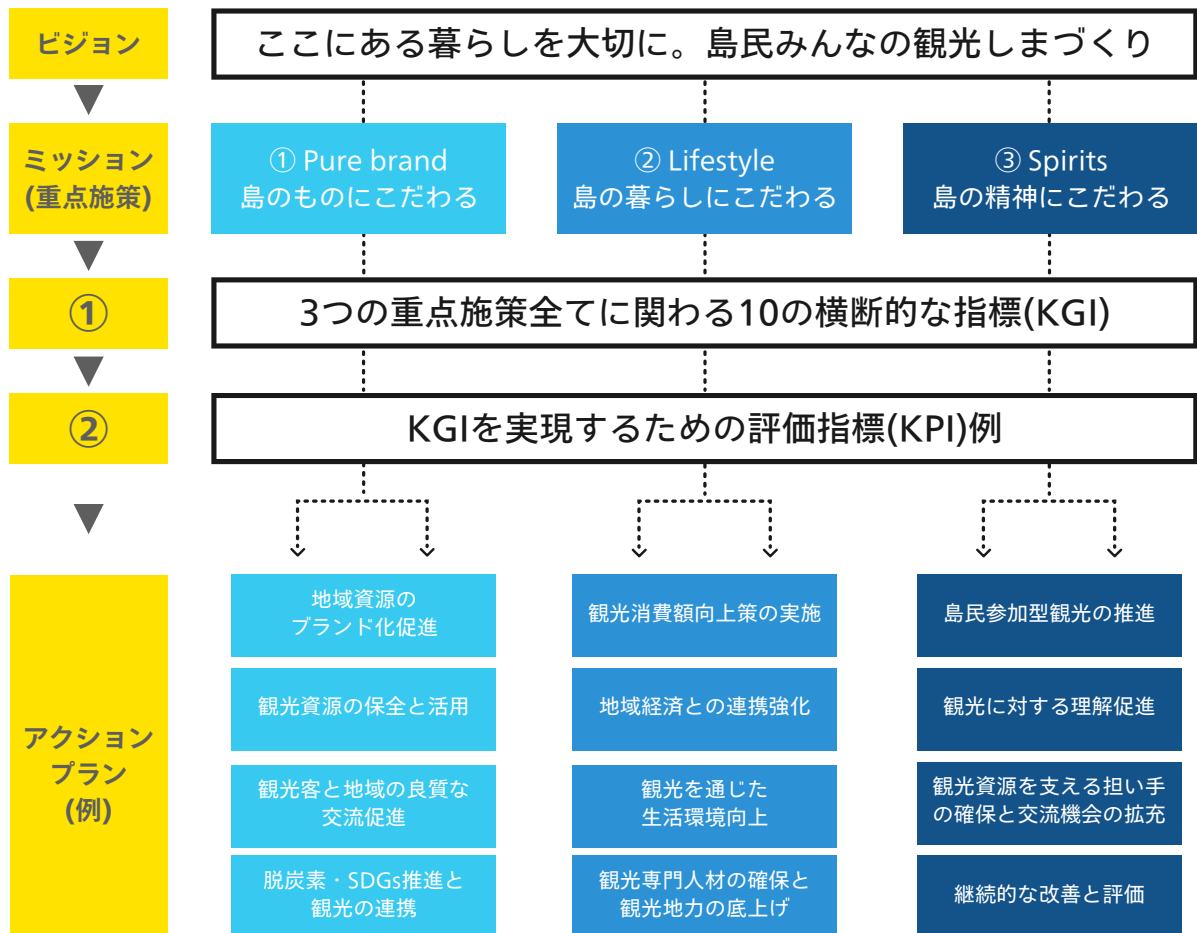 ビジョン
ここにある暮らしを大切に。島民みんなの観光しまづくり
ミッション
(重点施策)
① Pure brand
島のものにこだわる
② Lifestyle
島の暮らしにこだわる
③ Spirits
島の精神にこだわる
①
3つの重点施策全てに関わる10の横断的な指標(KGI)
②
KGIを実現するための評価指標(KPI)例
アクション
プラン
(例)
地域資源の
ブランド化促進
観光消費額向上策の実施
島民参加型観光の推進
観光資源の保全と活用
地域経済との連携強化
観光に対する理解促進
観光客と地域の良質な
交流促進
観光を通じた
生活環境向上
観光資源を支える担い手
の確保と交流機会の拡充
脱炭素・SDGs推進と
観光の連携
観光専門人材の確保と
観光地力の底上げ
継続的な改善と評価